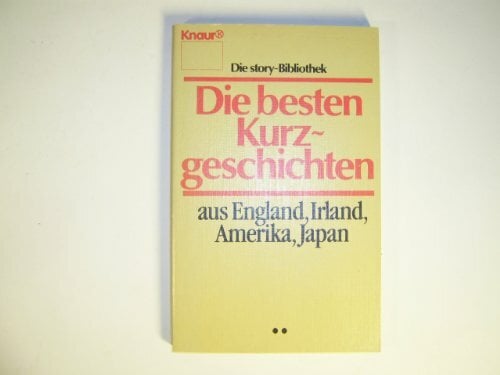 Knaur®
Die story-Bibliothek
Die besten
Kurz~
geschichten
aus England, Irland,
Amerika, Japan